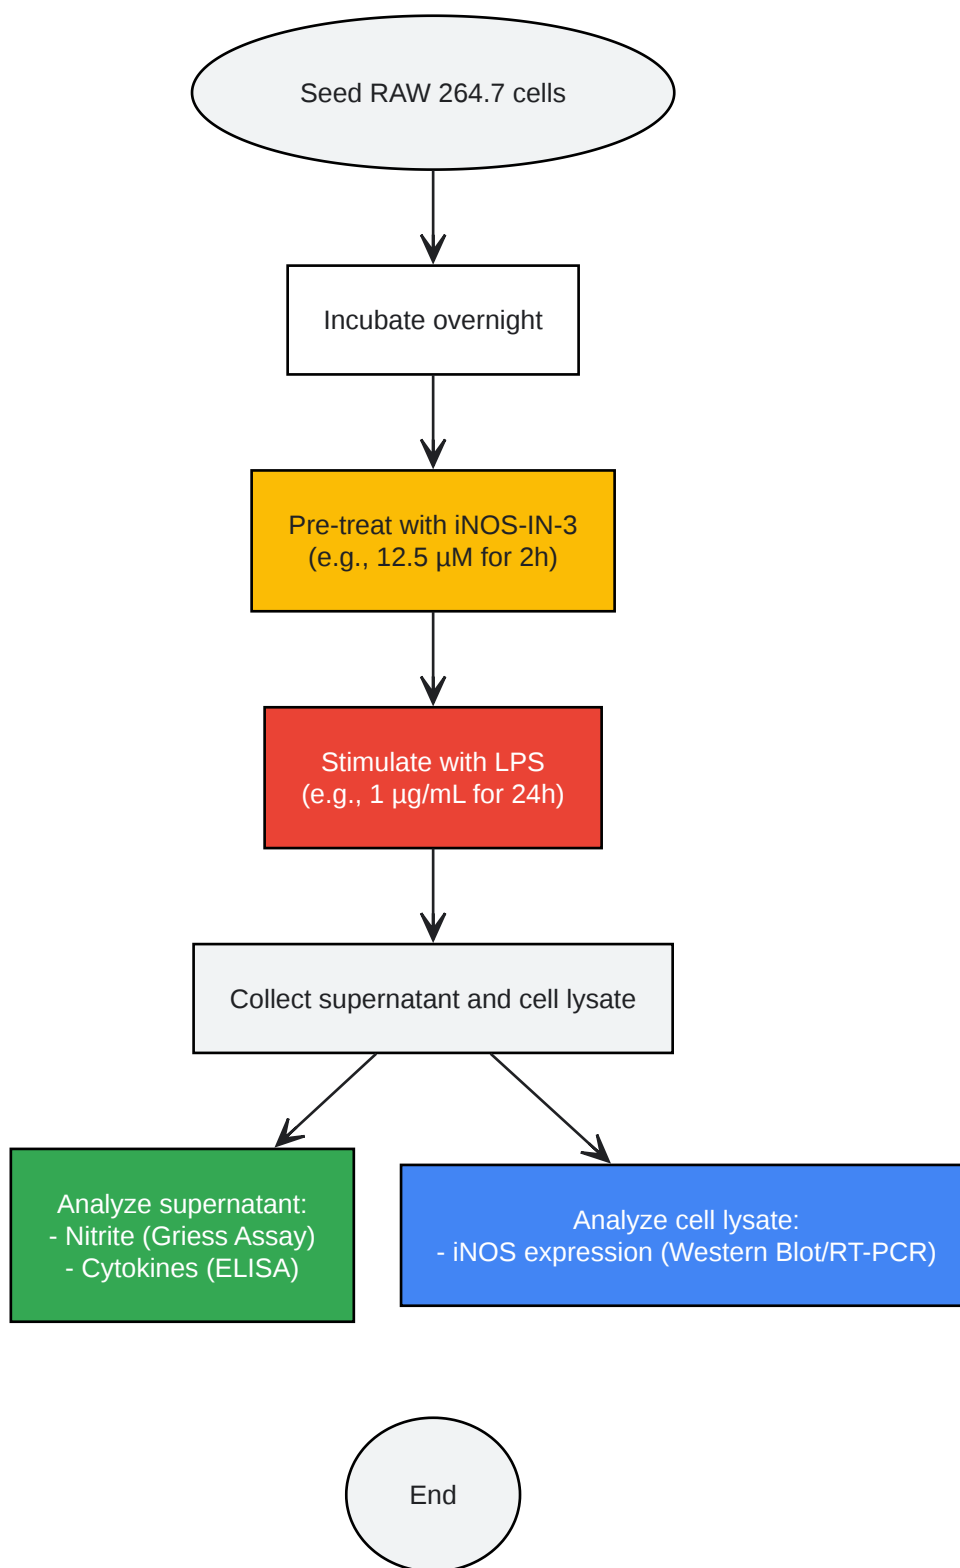 Seed RAW 264.7 cells
Incubate overnight
Pre-treat with iNOS-IN-3
(e.g., 12.5 µM for 2h)
Stimulate with LPS
(e.g., 1 µg/mL for 24h)
Collect supernatant and cell lysate
Analyze supernatant:
- Nitrite (Griess Assay)
- Cytokines (ELISA)
Analyze cell lysate:
- iNOS expression (Western Blot/RT-PCR)
End